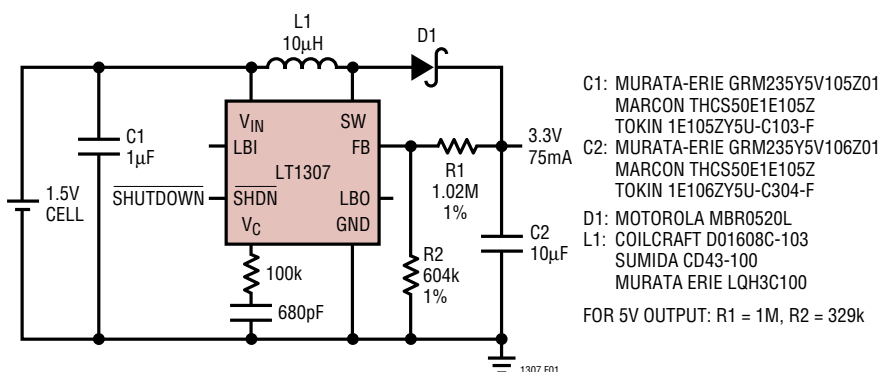 L1
10µH
D1
VIN
SW
LBI
FB
LT1307
SHDN
LBO
VC
GND
C1
1µF
1.5V
CELL
SHUTDOWN
100k
680pF
R1
1.02M
1%
R2
604k
1%
3.3V
75mA
C2
10µF
C1: MURATA-ERIE GRM235Y5V105Z01
MARCON THCS50E1E105Z
TOKIN 1E105ZY5U-C103-F
C2: MURATA-ERIE GRM235Y5V106Z01
MARCON THCS50E1E105Z
TOKIN 1E106ZY5U-C304-F
D1: MOTOROLA MBR0520L
L1: COILCRAFT D01608C-103
SUMIDA CD43-100
MURATA ERIE LQH3C100
FOR 5V OUTPUT: R1 = 1M, R2 = 329k
1307 F01